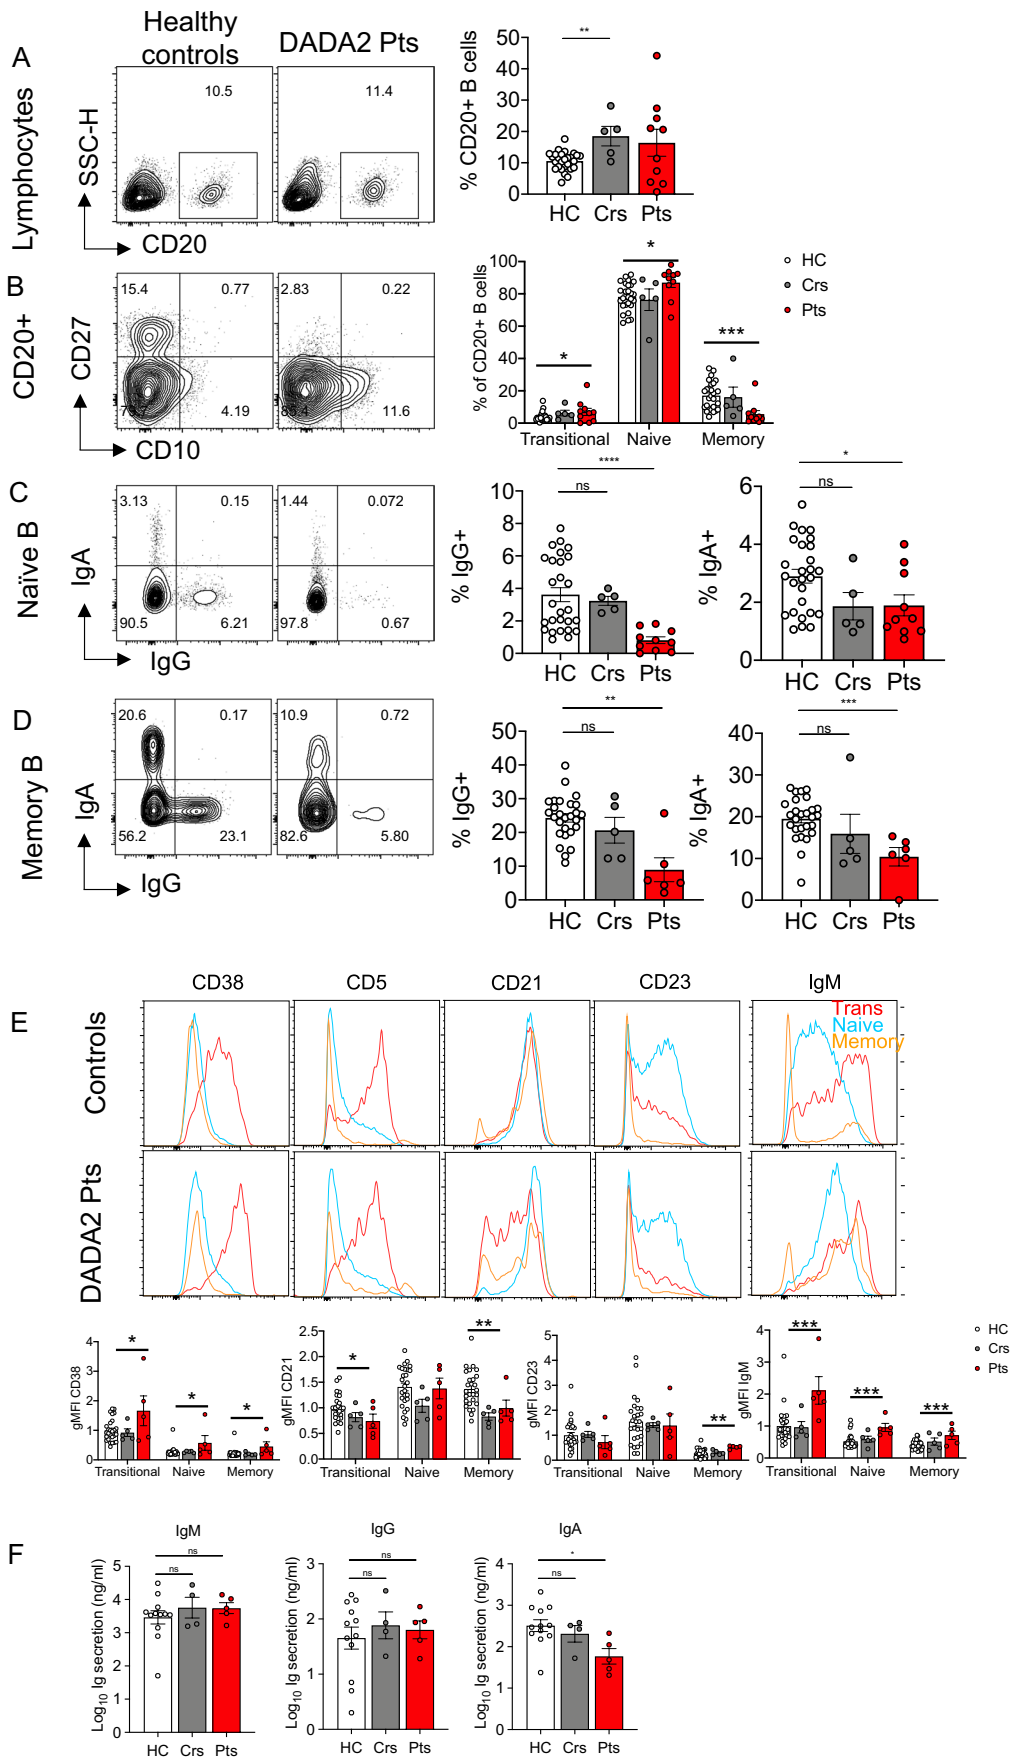 Healthy
controls
DADA2 Pts
A
Lymphocytes
SSC-H
10.5
11.4
CD20
% CD20+ B cells
50
40
30
20
10
0
**
HC Crs Pts
B
CD20+
CD27
15.4 0.77
4.19
2.83 0.22
11.6
CD10
% of CD20+ B cells
100
80
60
40
20
0
* * ***
Transitional Naive Memory
HC
Crs
Pts
C
Naïve B
IgA
3.13 0.15
90.5 6.21
1.44 0.072
97.8 0.67
IgG
% IgG+
10
8
6
4
2
0
****
ns
HC Crs Pts
% IgA+
6
4
2
0
*
ns
HC Crs Pts
D
Memory B
IgA
20.6 0.17
56.2 23.1
10.9 0.72
82.6 5.80
IgG
% IgG+
50
40
30
20
10
0
**
ns
HC Crs Pts
% IgA+
40
30
20
10
0
***
ns
HC Crs Pts
E
CD38 CD5 CD21 CD23 IgM
Controls
Trans
Naive
Memory
DADA2 Pts
gMFI CD38
4
3
2
1
0
* * *
Transitional Naive Memory
gMFI CD21
2.5
2.0
1.5
1.0
0.5
0.0
* **
Transitional Naive Memory
gMFI CD23
5
4
3
2
1
0
**
Transitional Naive Memory
gMFI IgM
4
3
2
1
0
*** *** ***
Transitional Naive Memory
HC
Crs
Pts
F
IgM
Log10 Ig secretion (ng/ml)
5
4
3
2
1
0
ns
ns
HC Crs Pts
IgG
Log10 Ig secretion (ng/ml)
3
2
1
0
ns
ns
HC Crs Pts
IgA
Log10 Ig secretion (ng/ml)
4
3
2
1
0
*
ns
HC Crs Pts